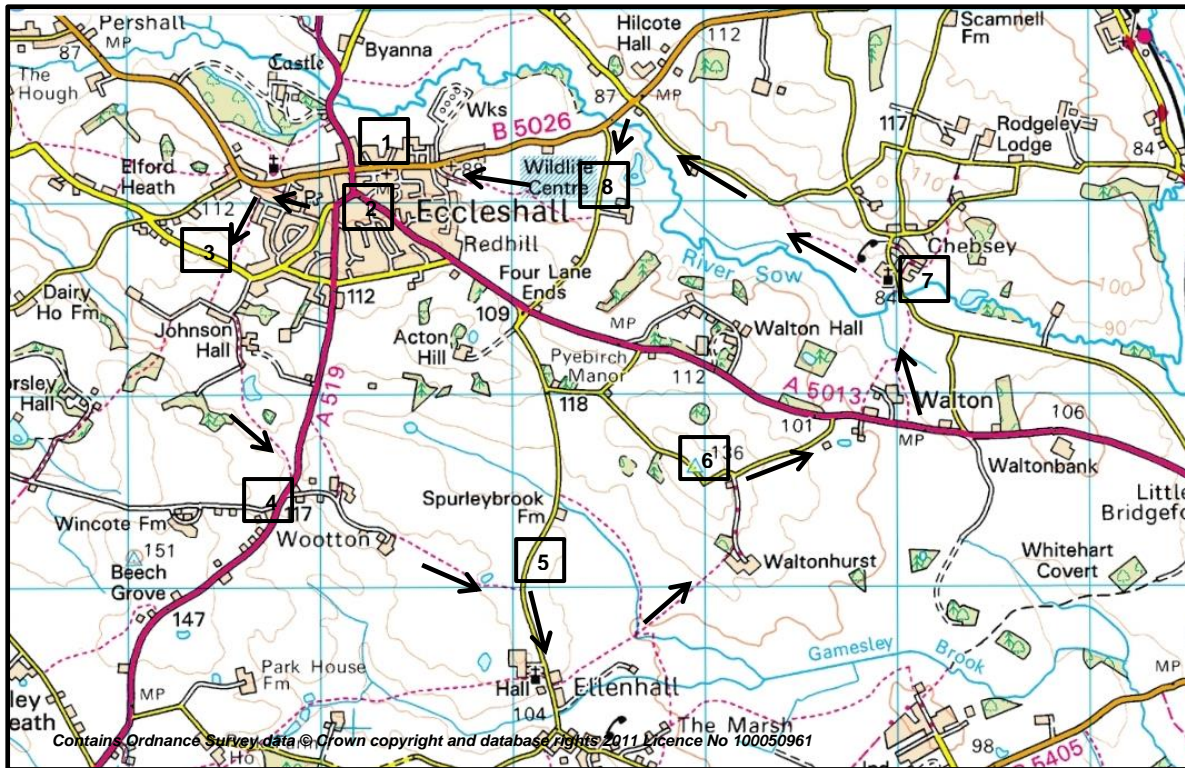 Pershall
MP
87
The
Hough
Castle
Byanna
Hilcote
Hall
112
Scamnell
Fm
Wks
B 5026
87
MP
117
Rodgeley
Lodge
84
1
88
Wildlife
Centre
8
Elford
Heath
112
P
2
Eccleshall
110
3
Redhill
Chebsey
River Sow
84
7
100
90
Dairy
Ho Fm
112
Four Lane
Ends
109
MP
Johnson
Hall
Acton
Hill
Walton Hall
Pyebirch
Manor
112
orsley
Hall
A 519
118
A 5013
101
Walton
106
MP
6
136
Waltonbank
4
117
Spurleybrook
Fm
Little
Bridgefo
Wincote Fm
Wootton
151
Beech
Grove
5
Waltonhurst
Whitehart
Covert
147
Gamesley
Brook
Park House
Fm
MP
Hall
Ellenhall
MP
ley
eath
104
The Marsh
98
5405
Ho
Contains Ordnance Survey data © Crown copyright and database rights 2011 Licence No 100050961